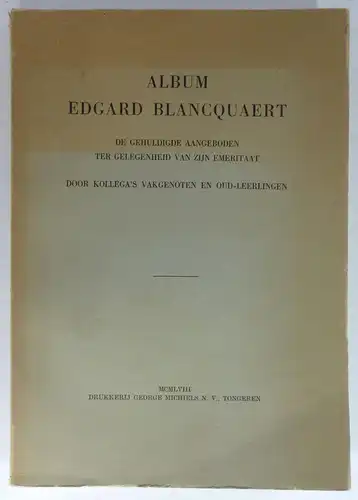 ALBUM
EDGARD BLANCQUAERT
DE GEHULDIGDE AANGEBODEN
TER GELEGENHEID VAN ZIJN EMERITAAT
DOOR KOLLEGA'S VAKGENOTEN EN OUD-LEERLINGEN
MCMLVIII
DRUKKERIJ GEORGE MICHIELS N. V., TONGEREN